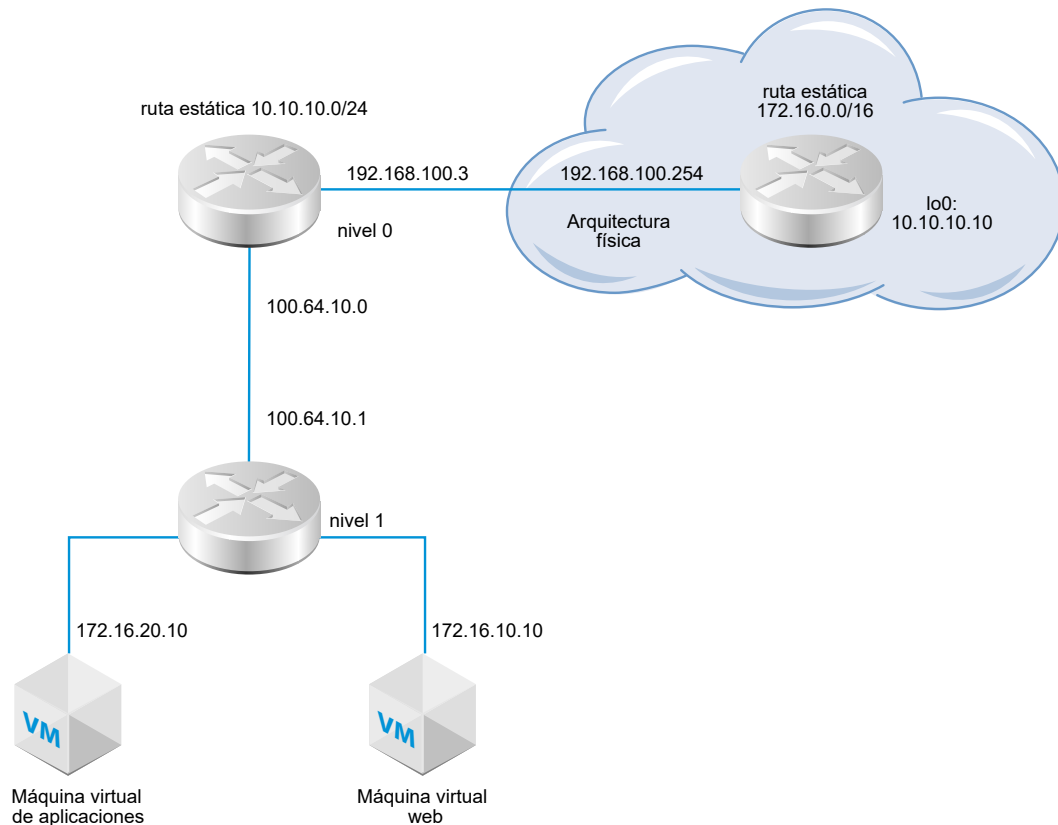 ruta estática 10.10.10.0/24
ruta estática
172.16.0.0/16
192.168.100.3
192.168.100.254
lo0:
10.10.10.10
nivel 0
Arquitectura
física
100.64.10.0
100.64.10.1
nivel 1
172.16.20.10
172.16.10.10
VM
VM
Máquina virtual
de aplicaciones
Máquina virtual
web